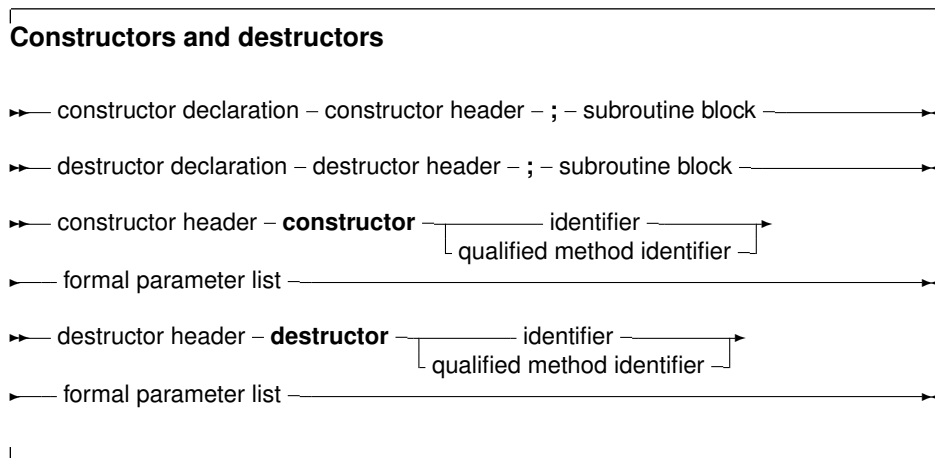 Constructors and destructors
constructor declaration – constructor header – ; – subroutine block
destructor declaration – destructor header – ; – subroutine block
constructor header – constructor identifier
qualified method identifier
formal parameter list
destructor header – destructor identifier
qualified method identifier
formal parameter list